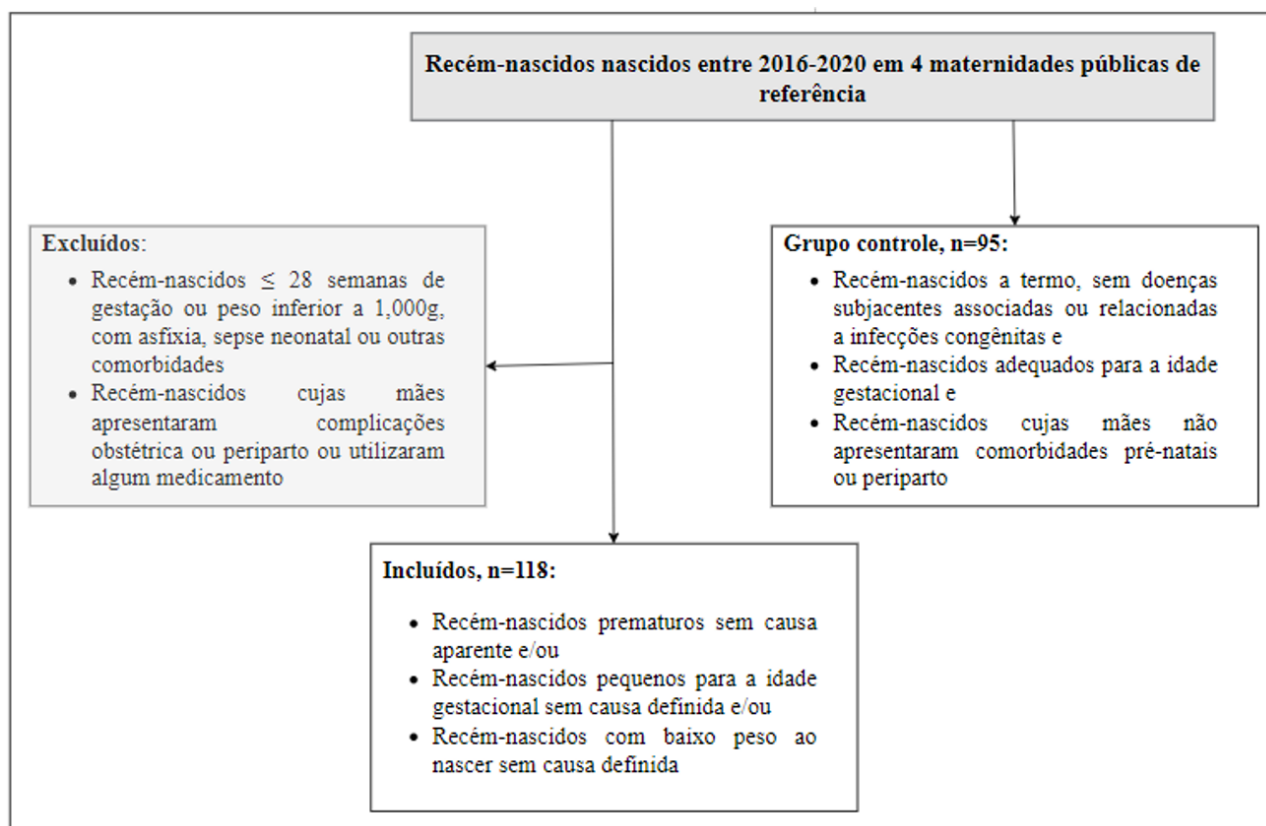 Recém-nascidos nascidos entre 2016-2020 em 4 maternidades públicas de
referência
Excluídos:
• Recém-nascidos ≤ 28 semanas de
gestação ou peso inferior a 1,000g,
com asfíxia, sepse neonatal ou outras
comorbidades
• Recém-nascidos cujas mães
apresentaram complicações
obstétrica ou periparto ou utilizaram
algum medicamento
Grupo controle, n=95:
• Recém-nascidos a termo, sem doenças
subjacentes associadas ou relacionadas
a infecções congênitas e
• Recém-nascidos adequados para a idade
gestacional e
• Recém-nascidos cujas mães não
apresentaram comorbidades pré-natais
ou periparto
Incluídos, n=118:
• Recém-nascidos prematuros sem causa
aparente e/ou
• Recém-nascidos pequenos para a idade
gestacional sem causa defínida e/ou
• Recém-nascidos com baixo peso ao
nascer sem causa defínida